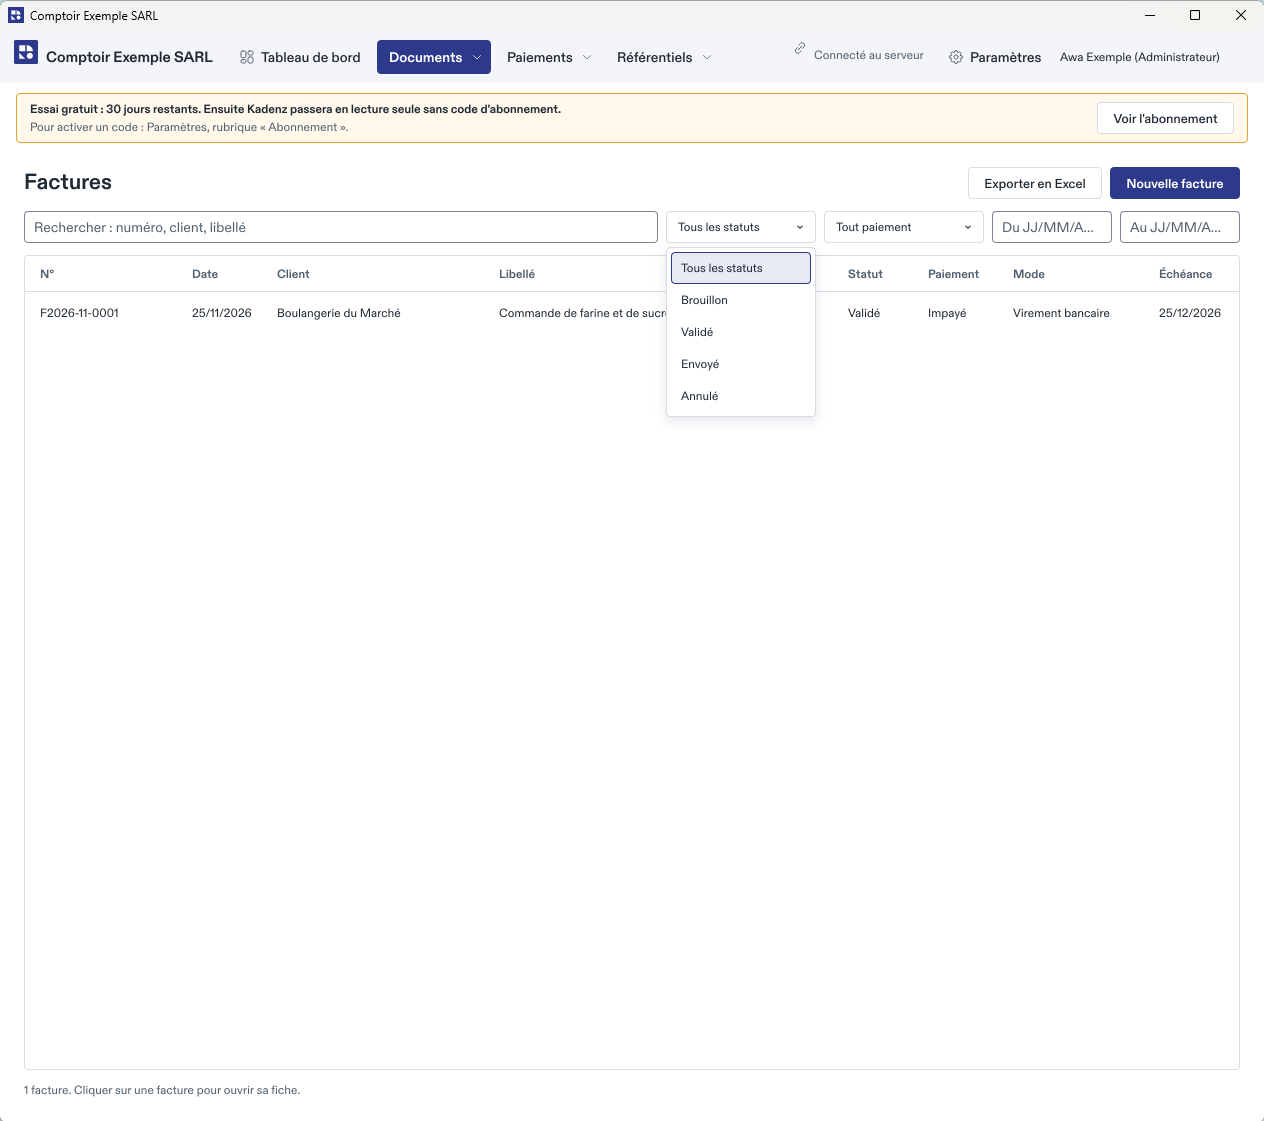 Comptoir Exemple SARL
Comptoir Exemple SARL
Tableau de bord
Documents
Paiements
Référentiels
Connecté au serveur
Paramètres
Awa Exemple (Administrateur)
Essai gratuit : 30 jours restants. Ensuite Kadenz passera en lecture seule sans code d'abonnement.
Pour activer un code : Paramètres, rubrique « Abonnement ».
Voir l'abonnement
Factures
Exporter en Excel
Nouvelle facture
Rechercher : numéro, client, libellé
Tous les statuts
Tout paiement
Du JJ/MM/A...
Au JJ/MM/A...
N° Date Client Libellé Statut Paiement Mode Échéance
F2026-11-0001 25/11/2026 Boulangerie du Marché Commande de farine et de sucr Validé Impayé Virement bancaire 25/12/2026
Tous les statuts
Brouillon
Validé
Envoyé
Annulé
1 facture. Cliquer sur une facture pour ouvrir sa fiche.